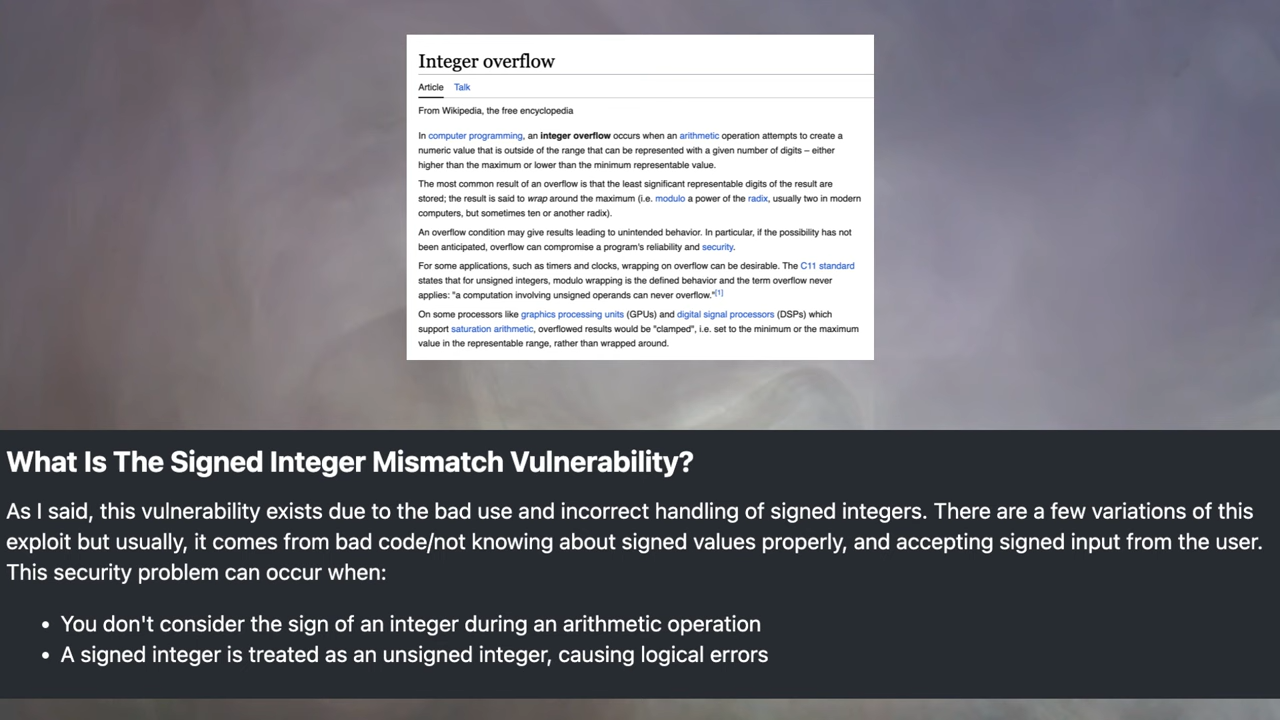 Integer overflow
Article Talk
From Wikipedia, the free encyclopedia
In computer programming, an integer overflow occurs when an arithmetic operation attempts to create a
numeric value that is outside of the range that can be represented with a given number of digits – either
higher than the maximum or lower than the minimum representable value.
The most common result of an overflow is that the least significant representable digits of the result are
stored; the result is said to wrap around the maximum (i.e. modulo a power of the radix, usually two in modern
computers, but sometimes ten or another radix).
An overflow condition may give results leading to unintended behavior. In particular, if the possibility has not
been anticipated, overflow can compromise a program's reliability and security.
For some applications, such as timers and clocks, wrapping on overflow can be desirable. The C11 standard
states that for unsigned integers, modulo wrapping is the defined behavior and the term overflow never
applies: "a computation involving unsigned operands can never overflow."[1]
On some processors like graphics processing units (GPUs) and digital signal processors (DSPs) which
support saturation arithmetic, overflowed results would be "clamped", i.e. set to the minimum or the maximum
value in the representable range, rather than wrapped around.
What Is The Signed Integer Mismatch Vulnerability?
As I said, this vulnerability exists due to the bad use and incorrect handling of signed integers. There are a few variations of this
exploit but usually, it comes from bad code/not knowing about signed values properly, and accepting signed input from the user.
This security problem can occur when:
• You don't consider the sign of an integer during an arithmetic operation
• A signed integer is treated as an unsigned integer, causing logical errors